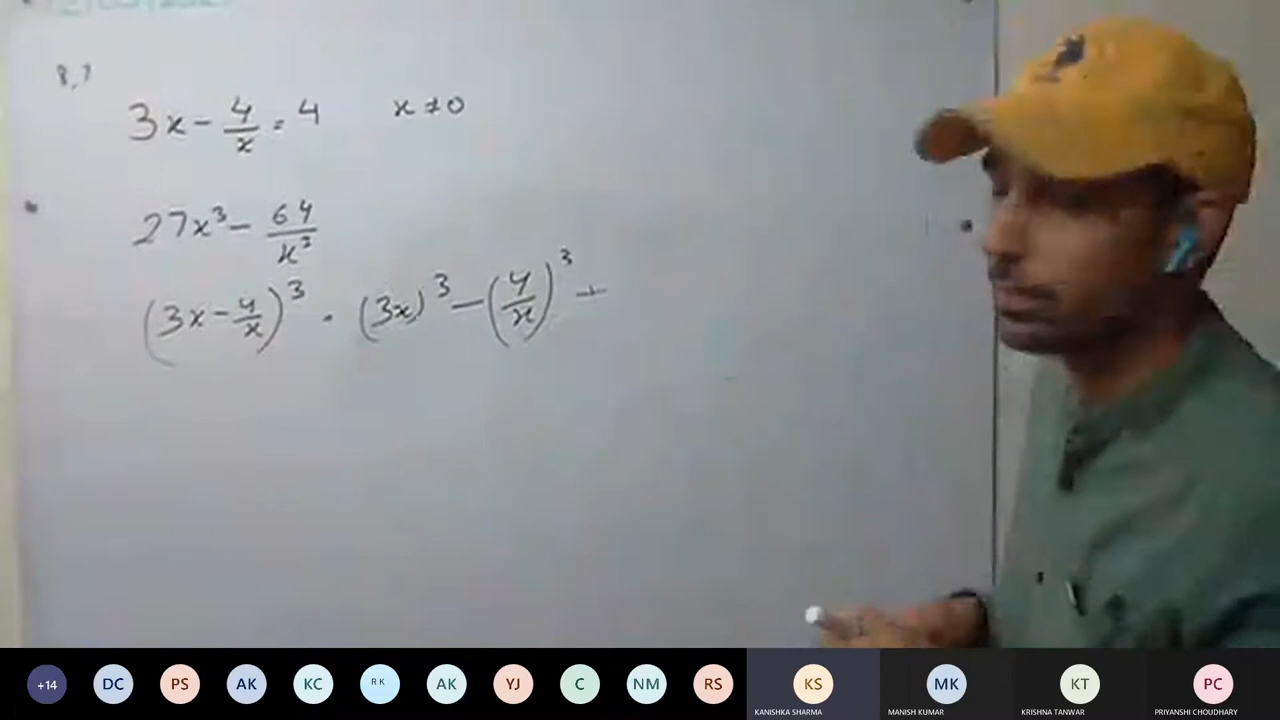 8,7
3x - 4/x = 4 x ≠ 0
27x³ - 64/x³
(3x - 4/x)³ = (3x)³ - (4/x)³ +
+14 DC PS AK KC RK AK YJ C NM RS KS MK KT PC
KANISHKA SHARMA MANISH KUMAR KRISHNA TANWAR PRIYANSHI CHOUDHARY